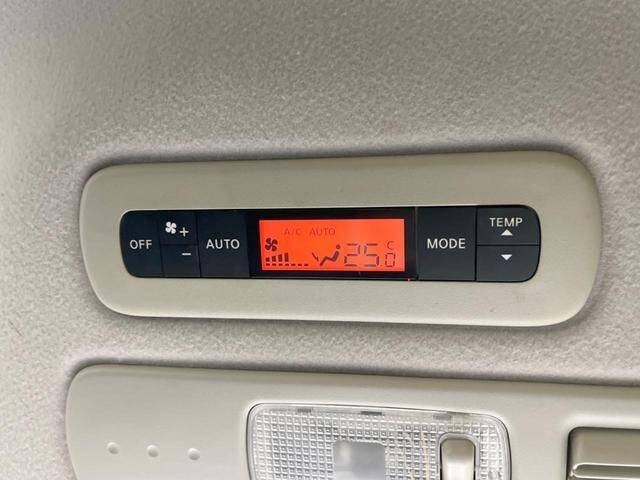 OFF
+
-
AUTO
A/C AUTO
25.0 C
MODE
TEMP